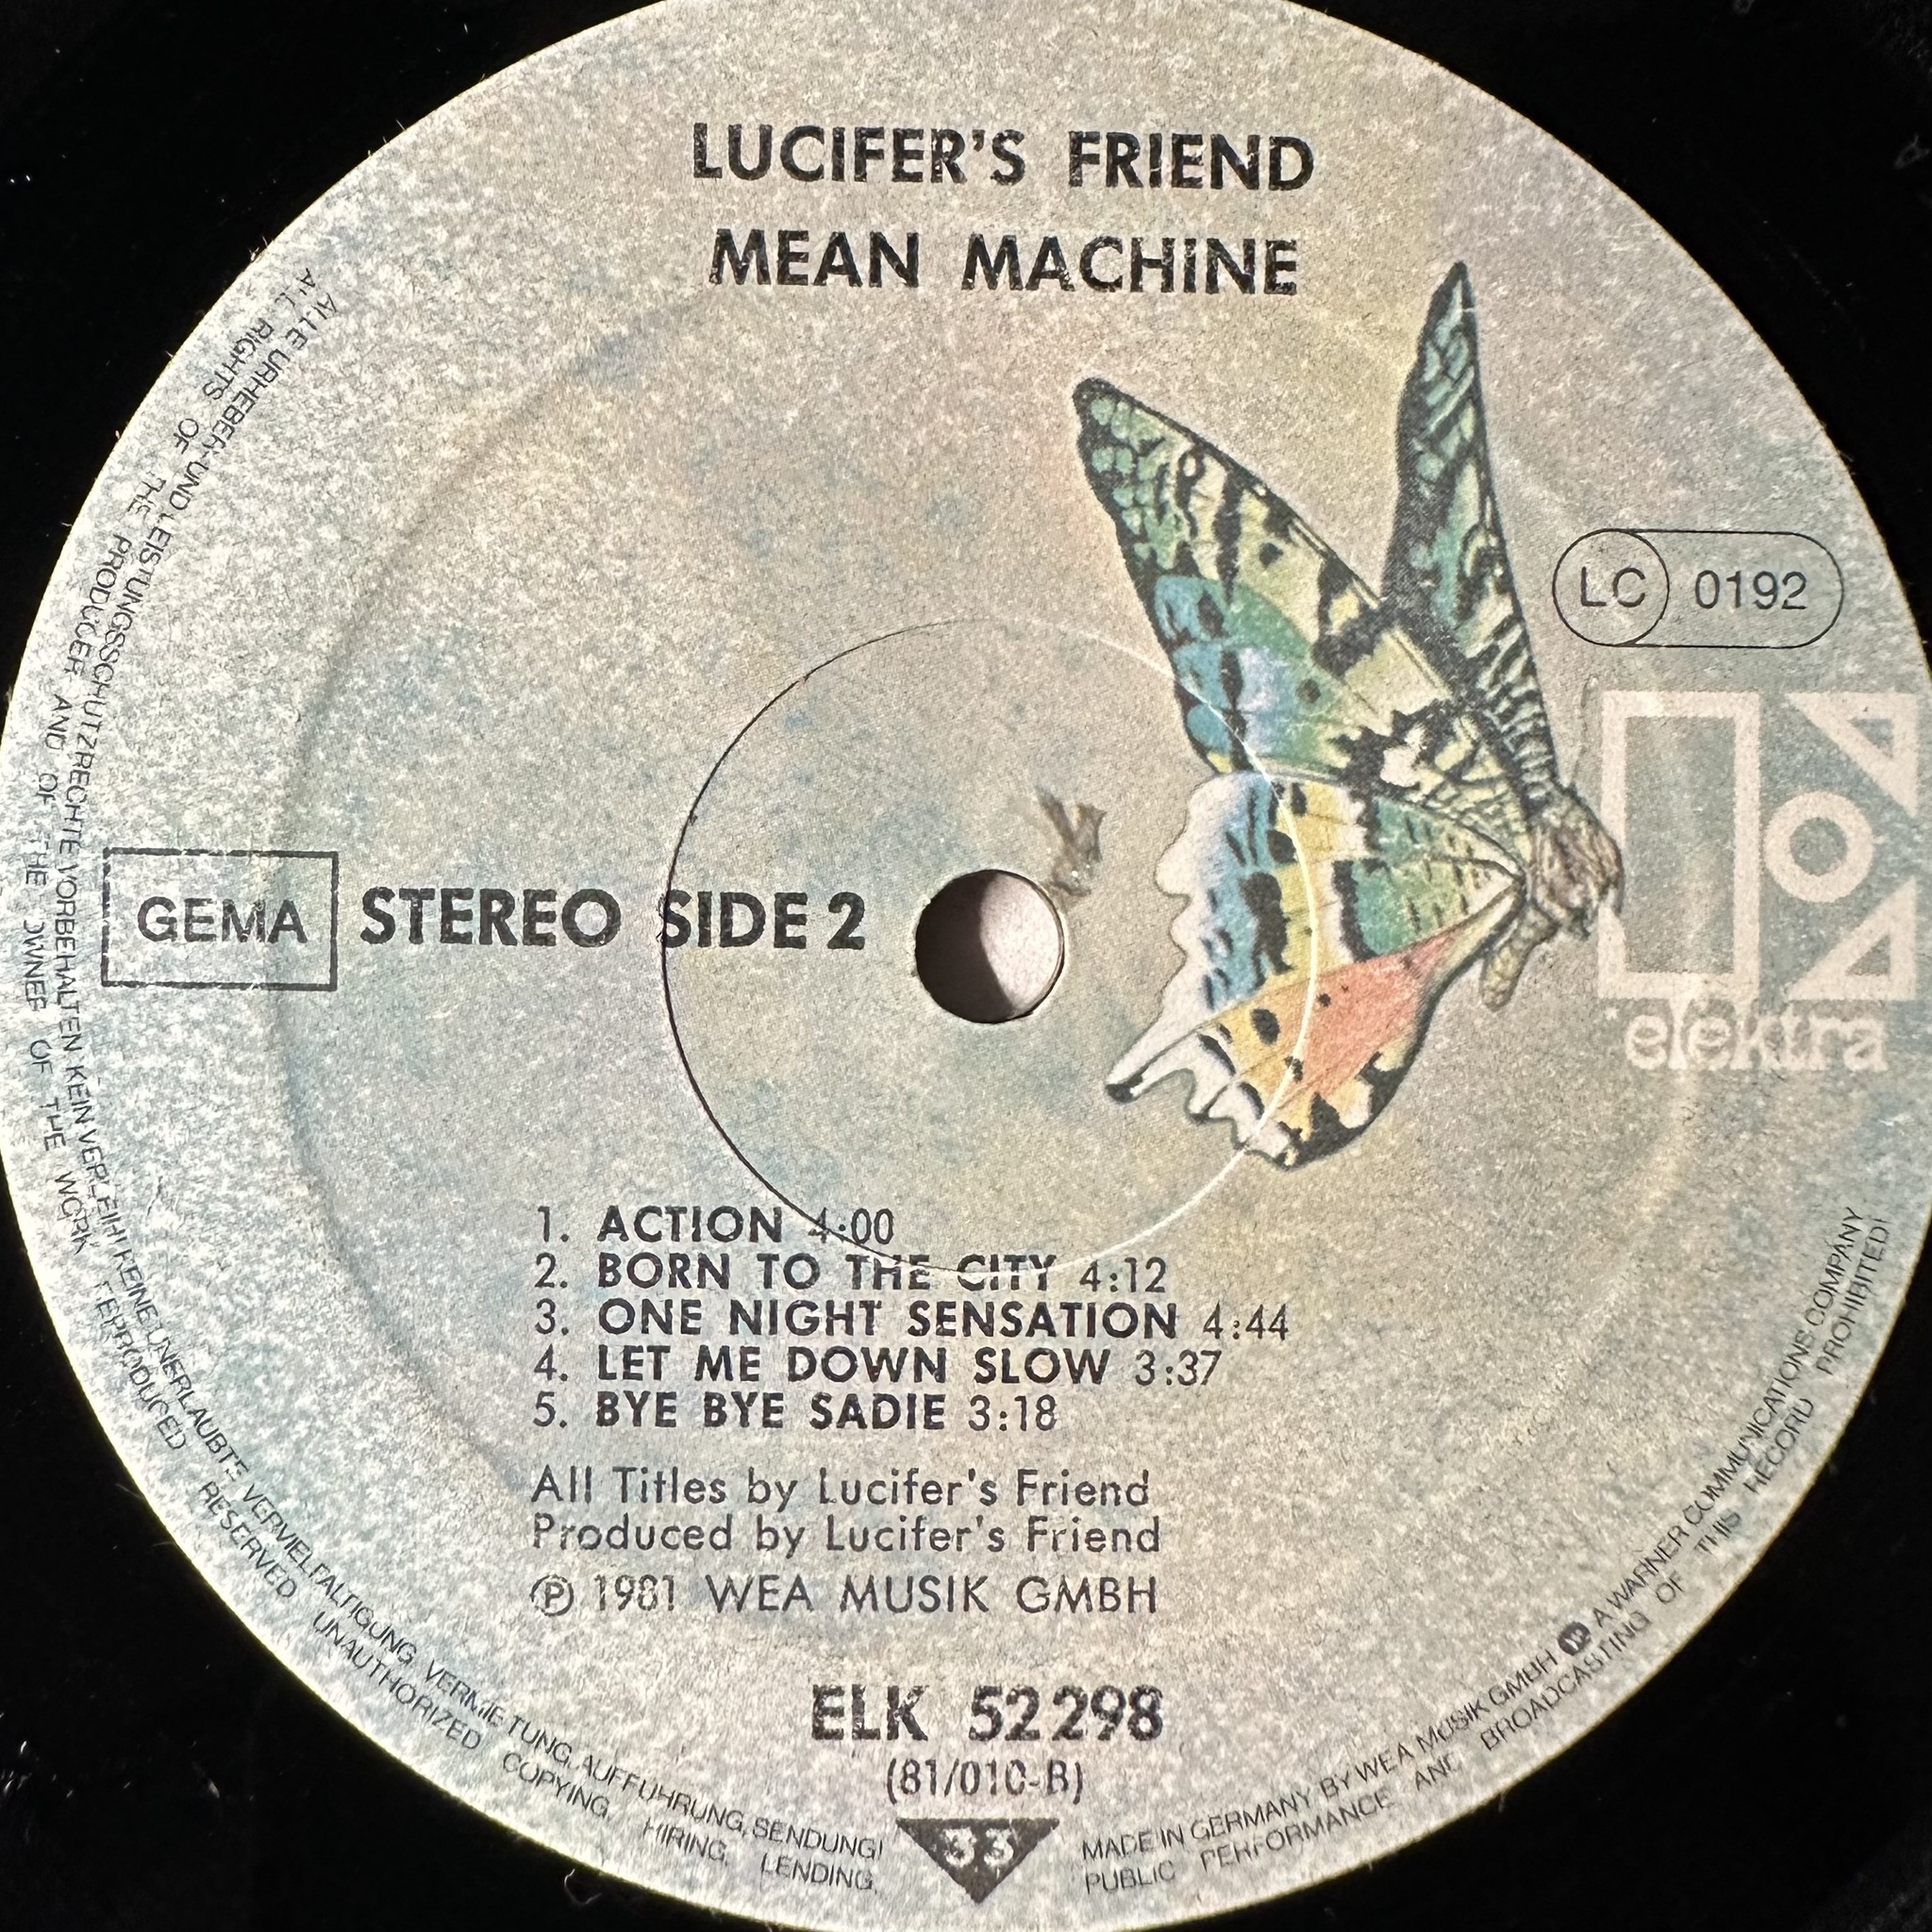 LUCIFER'S FRIEND
MEAN MACHINE
LC 0192
GEMA STEREO SIDE 2
elektra
1. ACTION 4:00
2. BORN TO THE CITY 4:12
3. ONE NIGHT SENSATION 4:44
4. LET ME DOWN SLOW 3:37
5. BYE BYE SADIE 3:18
All Titles by Lucifer's Friend
Produced by Lucifer's Friend
℗ 1981 WEA MUSIK GMBH
ELK 52298
(81/010-B)
33
ALLE URHEBER-UND LEISTUNGSSCHUTZRECHTE VORBEHALTEN KEIN VERLEIH! KEINE UNERLAUBTE VERVIELFALTIGUNG, VERMIETUNG, AUFFUHRUNG, SENDUNG!
ALL RIGHTS OF THE PRODUCER AND OF THE OWNER OF THE WORK REPRODUCED RESERVED UNAUTHORIZED COPYING, HIRING, LENDING,
MADE IN GERMANY BY WEA MUSIK GMBH A WARNER COMMUNICATIONS COMPANY
PUBLIC PERFORMANCE AND BROADCASTING OF THIS RECORD PROHIBITED!